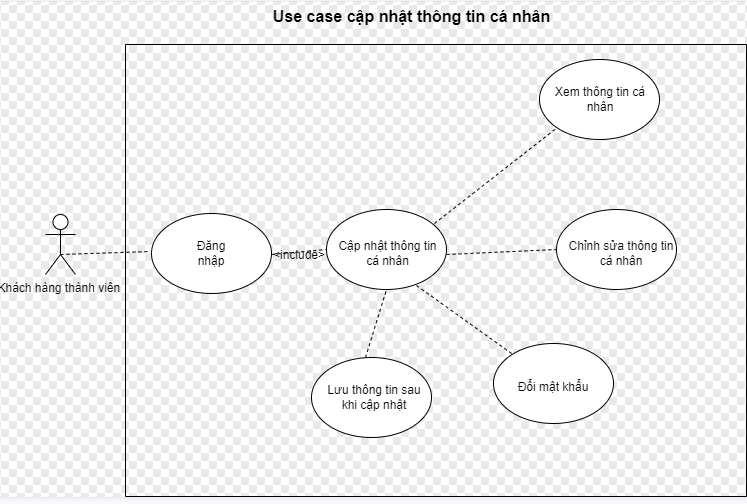 Use case cập nhật thông tin cá nhân
Xem thông tin cá
nhân
Đăng
nhập
<include>
Cập nhật thông tin
cá nhân
Chỉnh sửa thông tin
cá nhân
Khách hàng thành viên
Lưu thông tin sau
khi cập nhật
Đổi mật khẩu